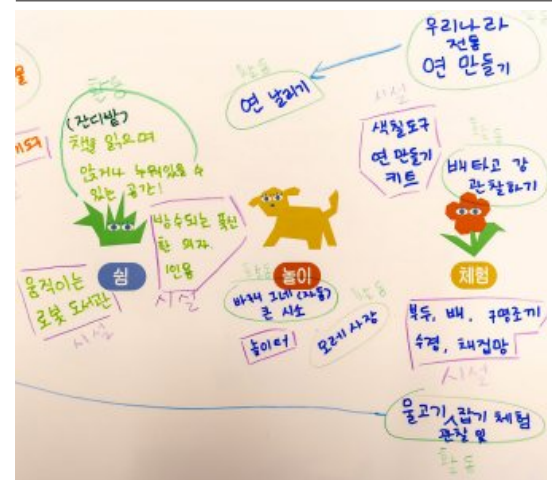 우리나라
전통
연 만들기
활동
연 날리기
시설
색칠도구
연 만들기
키트
활동
배 타고 강
관찰하기
활동
(잔디밭)
책을 읽으며
앉거나 누워있을 수
있는 공간!
방수되는 푹신
한 의자.
1인용
시설
움직이는
로봇 도서관
시설
쉼
놀이
체험
활동
바채 그네 (자동)
큰 시소
놀이터
활동
모레사장
부두, 배, 구명조끼
수경, 채집망
시설
물고기 잡기 체험
관찰 및
활동